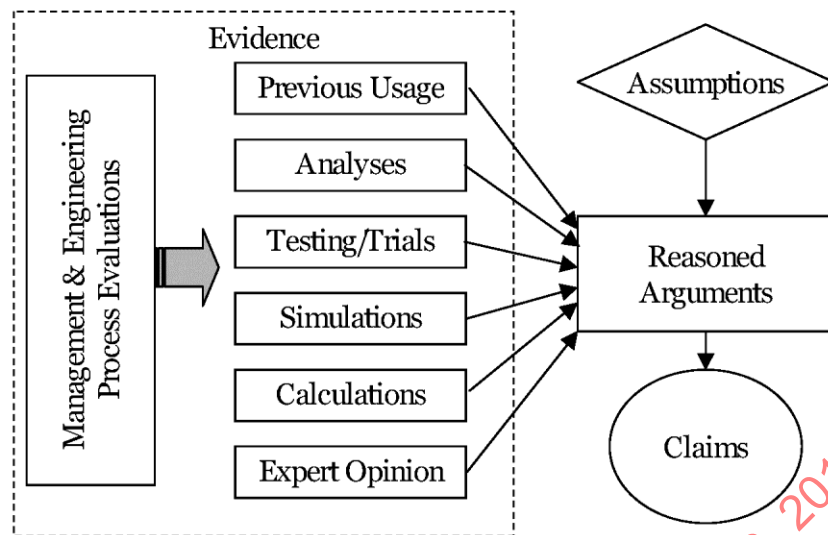 Evidence
Management & Engineering
Process Evaluations
Previous Usage
Analyses
Testing/Trials
Simulations
Calculations
Expert Opinion
Assumptions
Reasoned
Arguments
Claims